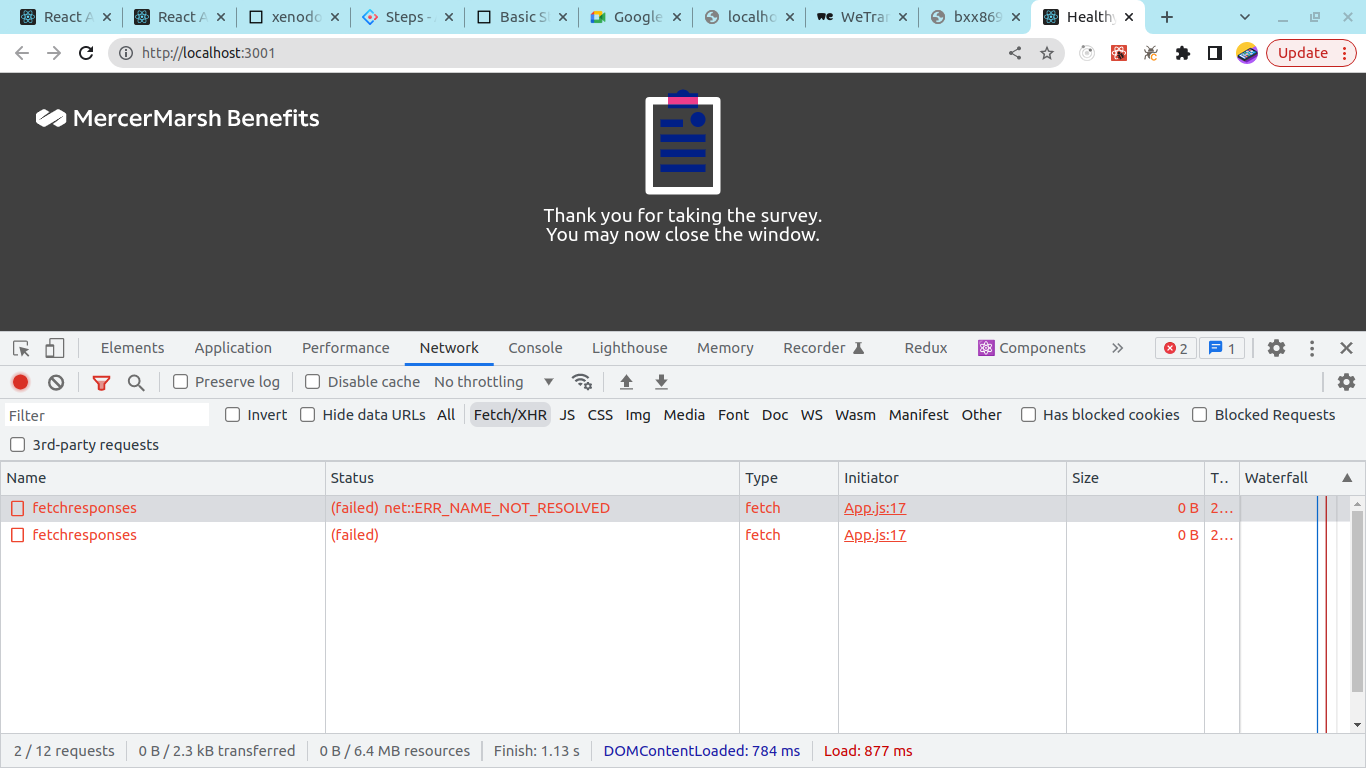 React A
React A
xenodo
Steps -
Basic S
Google
localho
WeTran
bxx869
Healthy
http://localhost:3001
Update
MercerMarsh Benefits
Thank you for taking the survey.
You may now close the window.
Elements Application Performance Network Console Lighthouse Memory Recorder Redux Components 2 1
Preserve log Disable cache No throttling
Filter Invert Hide data URLs All Fetch/XHR JS CSS Img Media Font Doc WS Wasm Manifest Other Has blocked cookies Blocked Requests
3rd-party requests
Name Status Type Initiator Size T.. Waterfall
fetchresponses (failed) net::ERR_NAME_NOT_RESOLVED fetch App.js:17 0 B 2...
fetchresponses (failed) fetch App.js:17 0 B 2...
2 / 12 requests 0 B / 2.3 kB transferred 0 B / 6.4 MB resources Finish: 1.13 s DOMContentLoaded: 784 ms Load: 877 ms